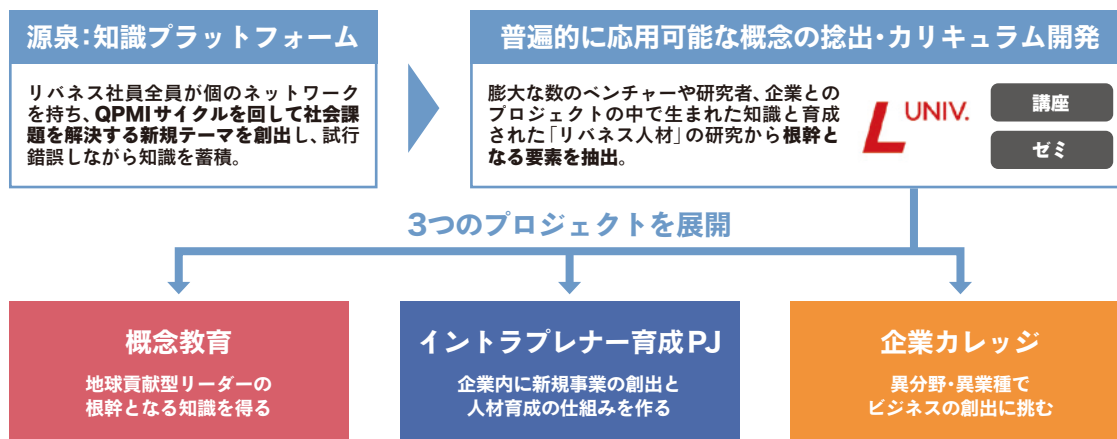 源泉：知識プラットフォーム
リバネス社員全員が個のネットワーク
を持ち、QPMIサイクルを回して社会課
題を解決する新規テーマを創出し、試行
錯誤しながら知識を蓄積。
普遍的に応用可能な概念の捻出・カリキュラム開発
膨大な数のベンチャーや研究者、企業との
プロジェクトの中で生まれた知識と育成
された「リバネス人材」の研究から根幹と
なる要素を抽出。
L UNIV.
講座
ゼミ
3つのプロジェクトを展開
概念教育
地球貢献型リーダーの
根幹となる知識を得る
イントラプレナー育成PJ
企業内に新規事業の創出と
人材育成の仕組みを作る
企業カレッジ
異分野・異業種で
ビジネスの創出に挑む